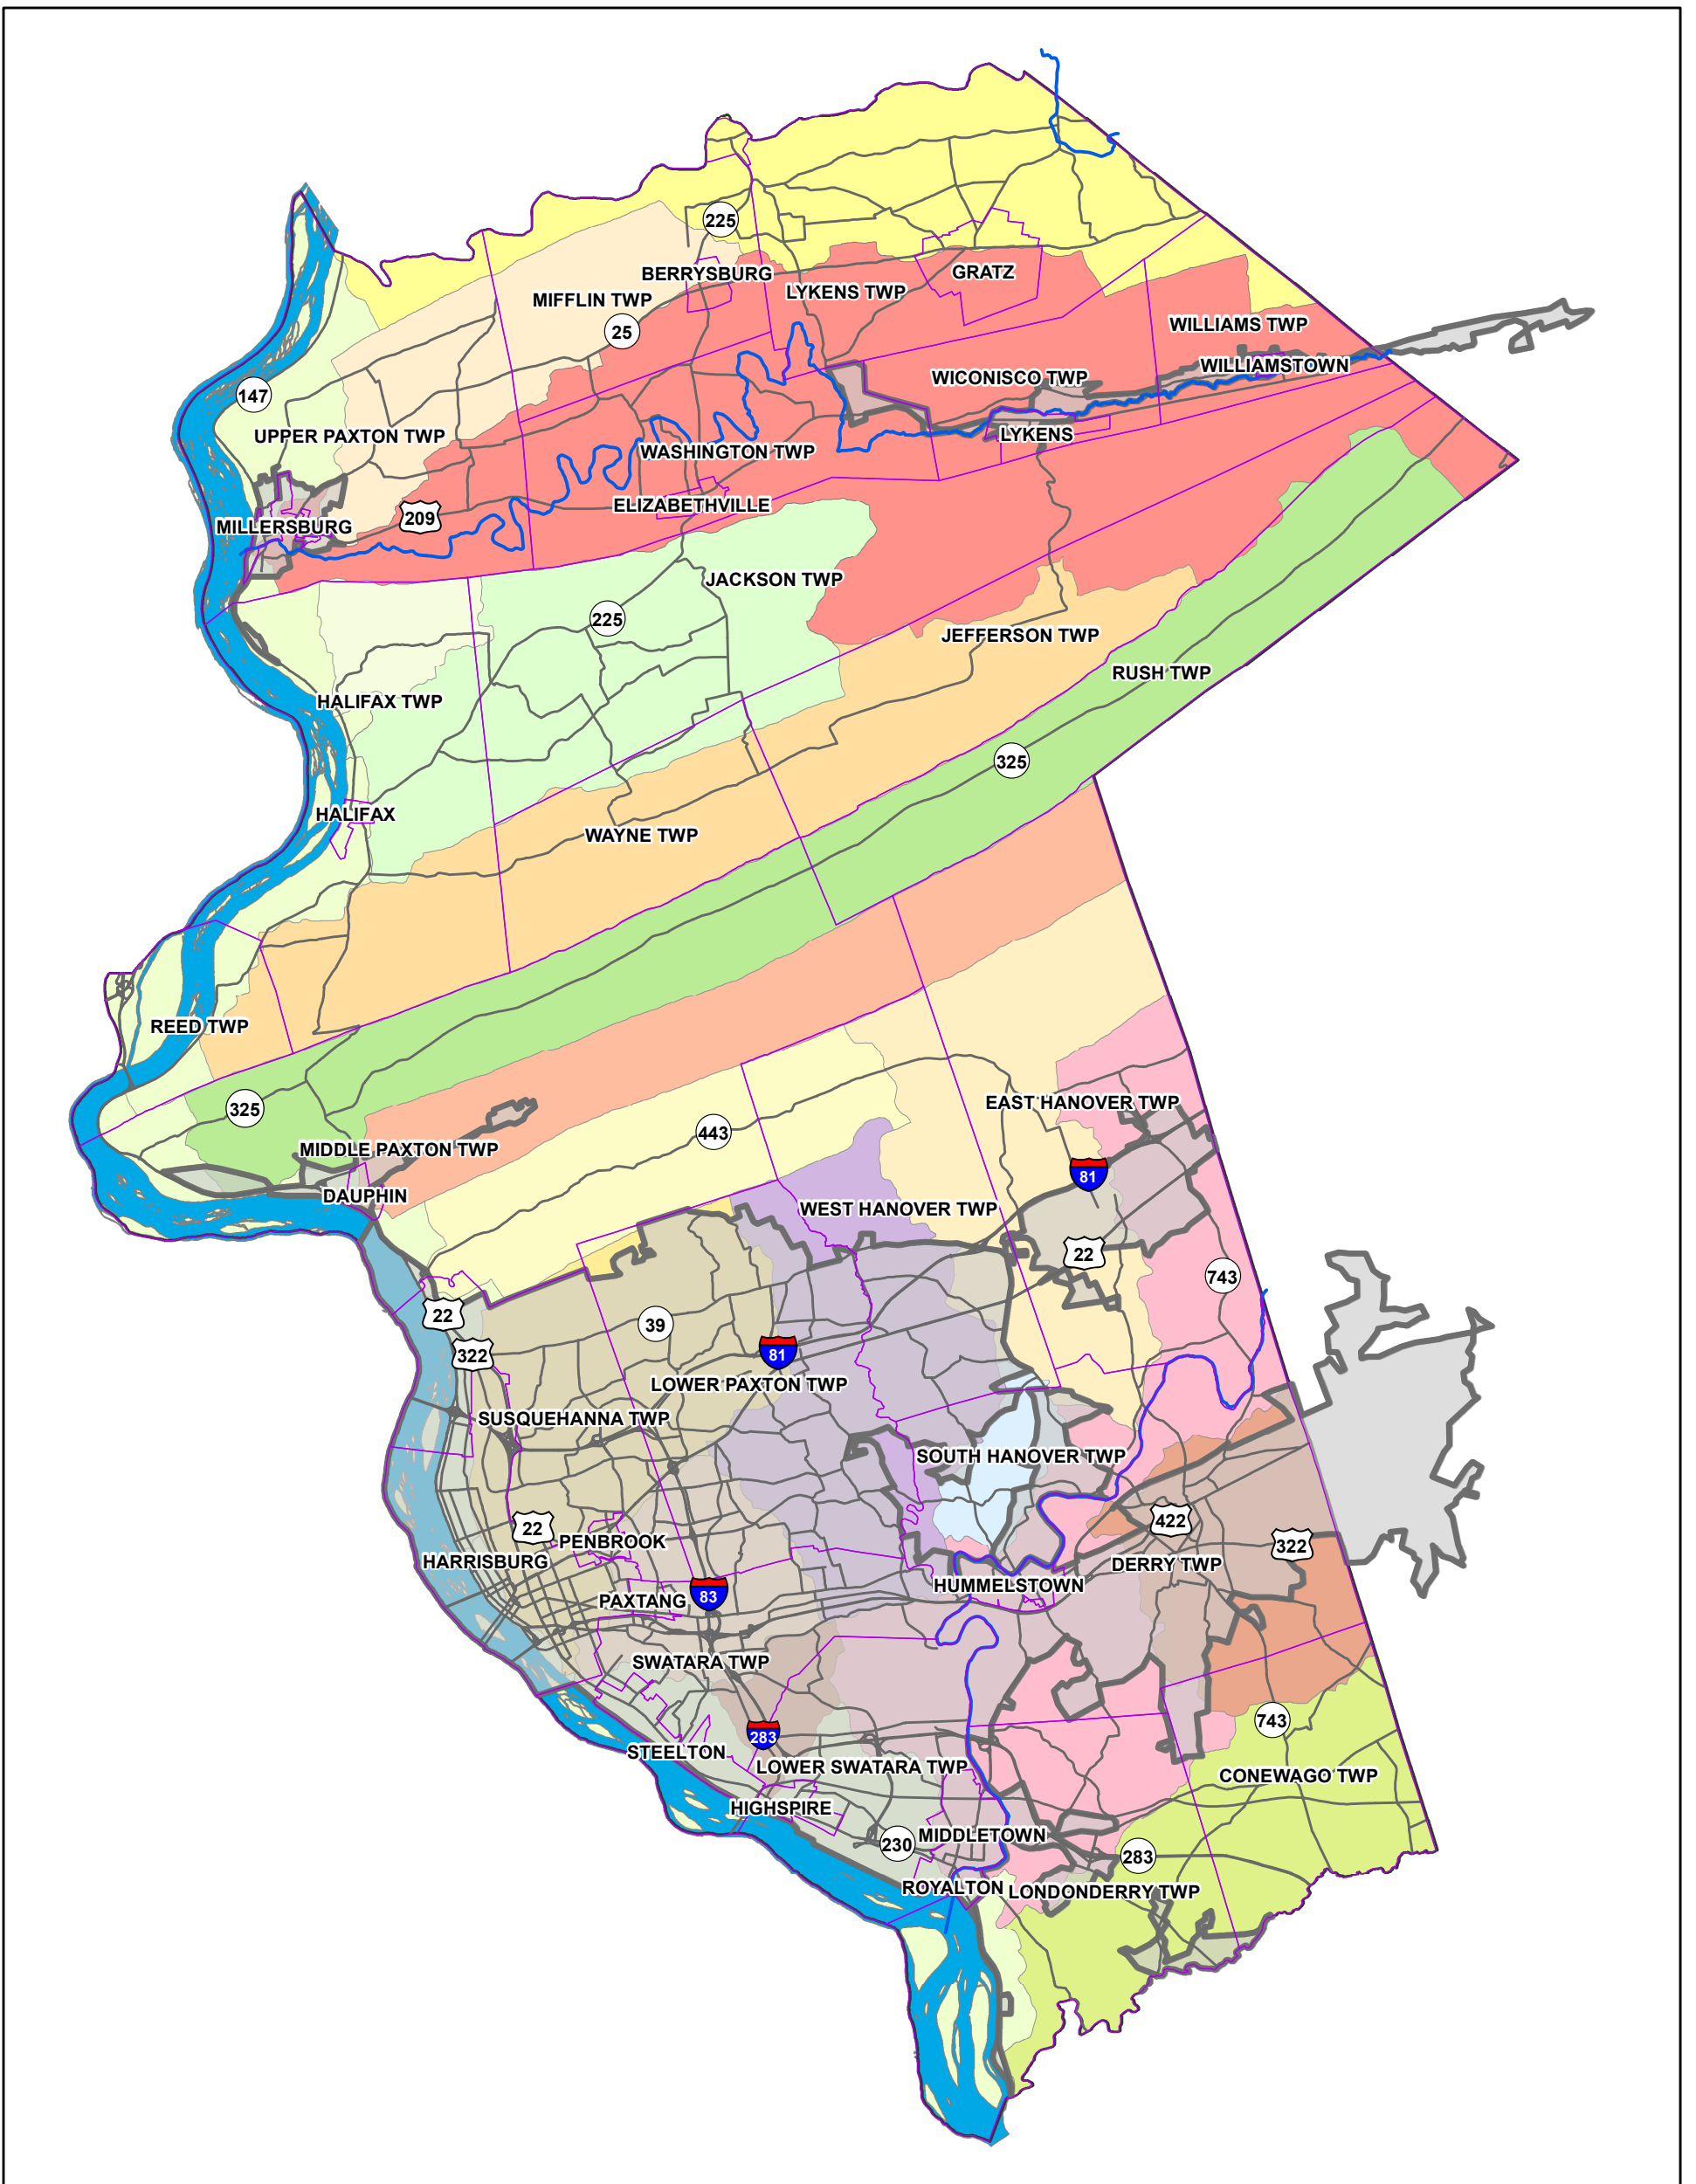 225
BERRYSBURG
GRATZ
MIFFLIN TWP
LYKENS TWP
25
WILLIAMS TWP
WILLIAMSTOWN
WICONISCO TWP
147
UPPER PAXTON TWP
LYKENS
WASHINGTON TWP
ELIZABETHVILLE
209
MILLERSBURG
JACKSON TWP
225
JEFFERSON TWP
RUSH TWP
HALIFAX TWP
325
HALIFAX
WAYNE TWP
REED TWP
325
EAST HANOVER TWP
443
MIDDLE PAXTON TWP
81
DAUPHIN
WEST HANOVER TWP
22
743
22
39
322
81
LOWER PAXTON TWP
SUSQUEHANNA TWP
SOUTH HANOVER TWP
22
422
PENBROOK
322
HARRISBURG
DERRY TWP
HUMMELSTOWN
PAXTANG
83
SWATARA TWP
743
283
STEELTON
LOWER SWATARA TWP
CONEWAGO TWP
HIGHSPIRE
230
MIDDLETOWN
283
ROYALTON
LONDONDERRY TWP